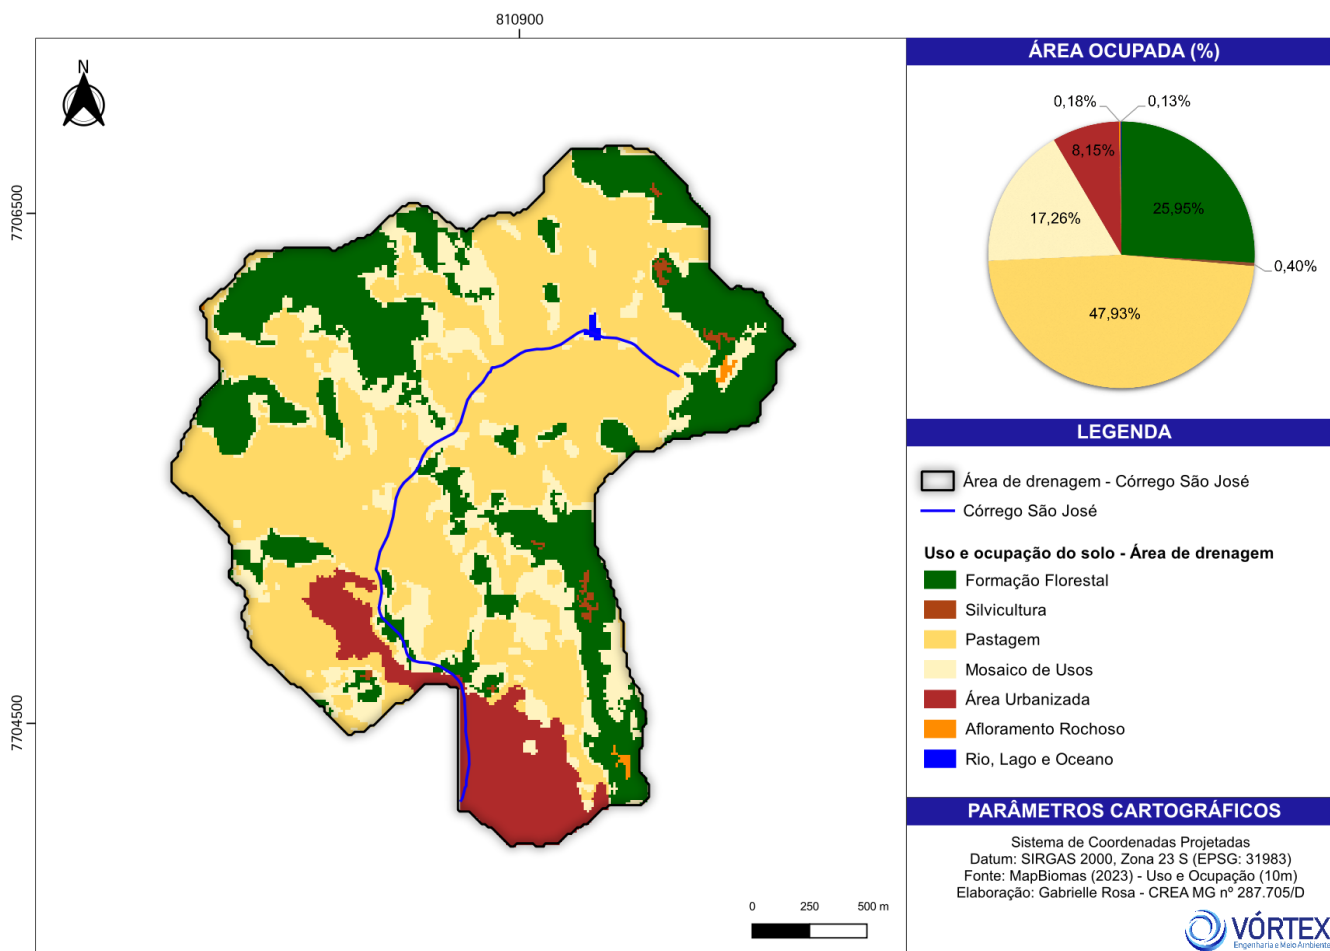 810900
N
7706500
7704500
0 250 500 m
ÁREA OCUPADA (%)
0,18% 0,13%
8,15%
25,95%
17,26%
0,40%
47,93%
LEGENDA
Área de drenagem - Córrego São José
Córrego São José
Uso e ocupação do solo - Área de drenagem
Formação Florestal
Silvicultura
Pastagem
Mosaico de Usos
Área Urbanizada
Afloramento Rochoso
Rio, Lago e Oceano
PARÂMETROS CARTOGRÁFICOS
Sistema de Coordenadas Projetadas
Datum: SIRGAS 2000, Zona 23 S (EPSG: 31983)
Fonte: MapBiomas (2023) - Uso e Ocupação (10m)
Elaboração: Gabrielle Rosa - CREA MG nº 287.705/D
VÓRTEX
Engenharia e Meio Ambiente